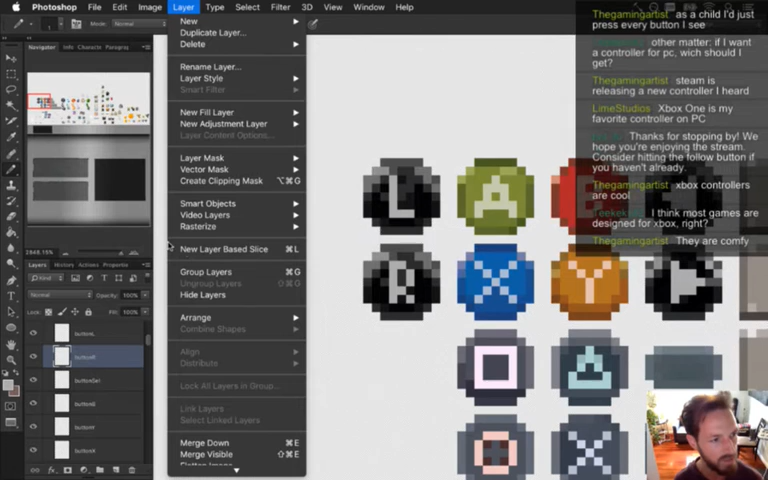 Photoshop File Edit Image Layer Type Select Filter 3D View Window Help
Mode:
Navigator Info Paragraph
Layers History Actions Properties
Opacity: 100%
Lock: Fill: 100%
buttonL
buttonR
buttonSel
buttonB
buttonY
buttonX
New
Duplicate Layer...
Delete
Rename Layer...
Layer Style
Smart Filter
New Fill Layer
New Adjustment Layer
Layer Content Options...
Layer Mask
Vector Mask
Create Clipping Mask ⌥⌘G
Smart Objects
Video Layers
Rasterize
New Layer Based Slice ⌘L
Group Layers ⌘G
Ungroup Layers ⇧⌘G
Hide Layers
Arrange
Combine Shapes
Align
Distribute
Lock All Layers in Group...
Link Layers
Select Linked Layers
Merge Down ⌘E
Merge Visible ⇧⌘E
Flatten Image
L A B
R X Y
X
Thegamingartist as a child I'd just
press every button I see
other matter: if I want
a controller for pc, wich should I
get?
Thegamingartist steam is
releasing a new controller I heard
LimeStudios Xbox One is my
favorite controller on PC
Thanks for stopping by! We
hope you're enjoying the stream.
Consider hitting the follow button if
you haven't already.
Thegamingartist xbox controllers
are cool
I think most games are
designed for xbox, right?
Thegamingartist They are comfy